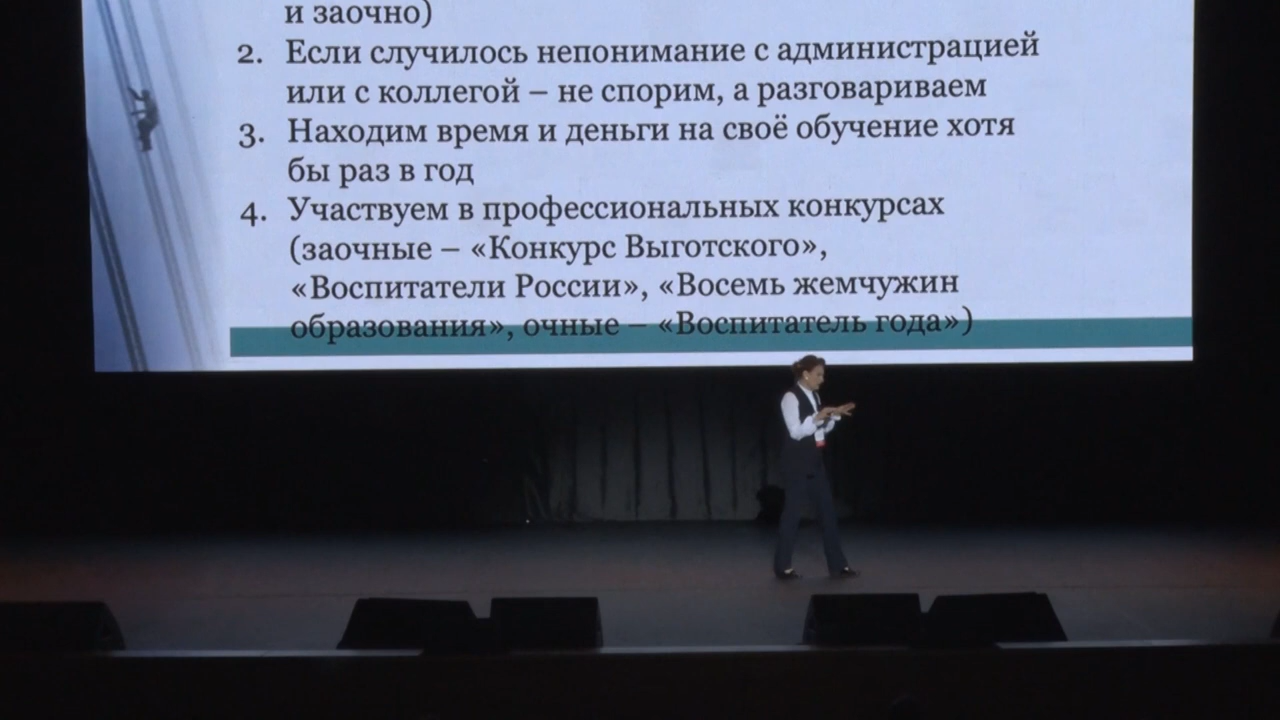 и заочно)
2. Если случилось непонимание с администрацией
или с коллегой – не спорим, а разговариваем
3. Находим время и деньги на своё обучение хотя
бы раз в год
4. Участвуем в профессиональных конкурсах
(заочные – «Конкурс Выготского»,
«Воспитатели России», «Восемь жемчужин
образования», очные – «Воспитатель года»)